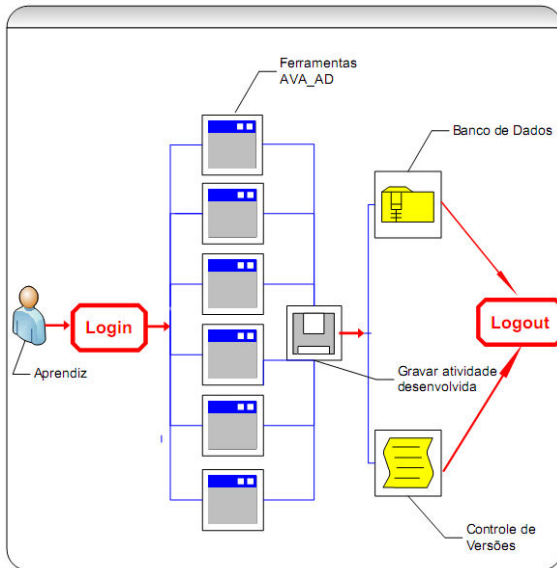 Ferramentas
AVA_AD
Banco de Dados
Login
Logout
Aprendiz
Gravar atividade
desenvolvida
Controle de
Versões